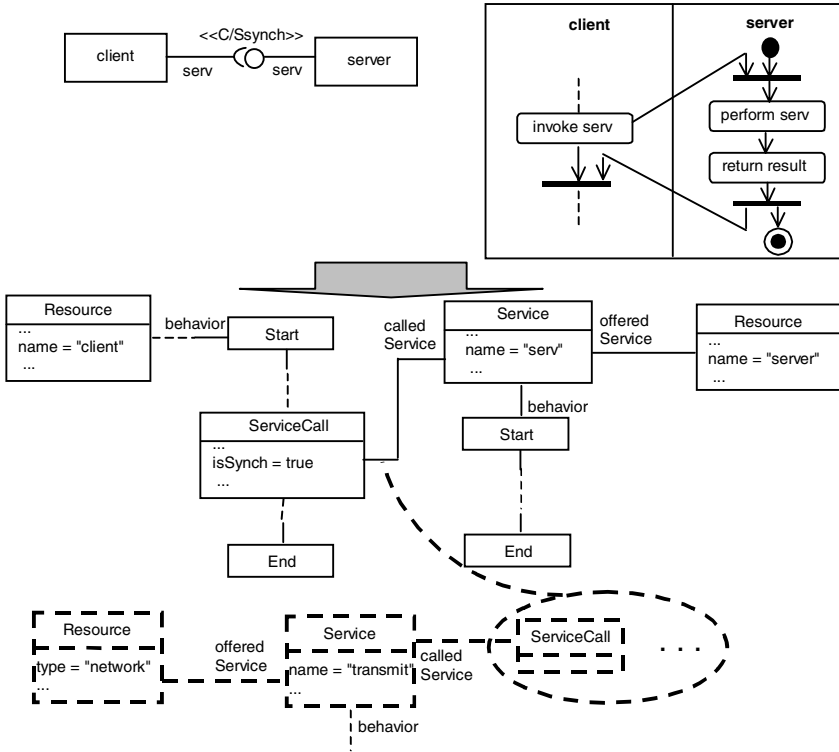 <<C/Ssynch>>
client
serv
serv
server
client
server
invoke serv
perform serv
return result
Resource
...
name = "client"
...
behavior
Start
called
Service
Service
...
name = "serv"
...
offered
Service
Resource
...
name = "server"
...
behavior
ServiceCall
...
isSynch = true
...
Start
End
End
Resource
type = "network"
...
offered
Service
Service
name = "transmit"
...
called
Service
ServiceCall
. . .
behavior